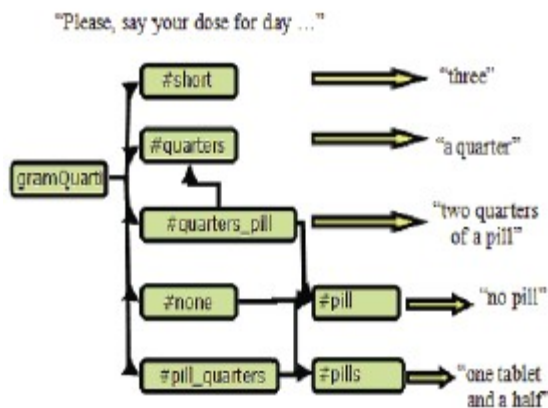 “Please, say your dose for day ...”
#short
“three”
#quarters
“a quarter”
gramQuarti
#quarters_pill
“two quarters
of a pill”
#none
#pill
“no pill”
#pill_quarters
#pills
“one tablet
and a half”